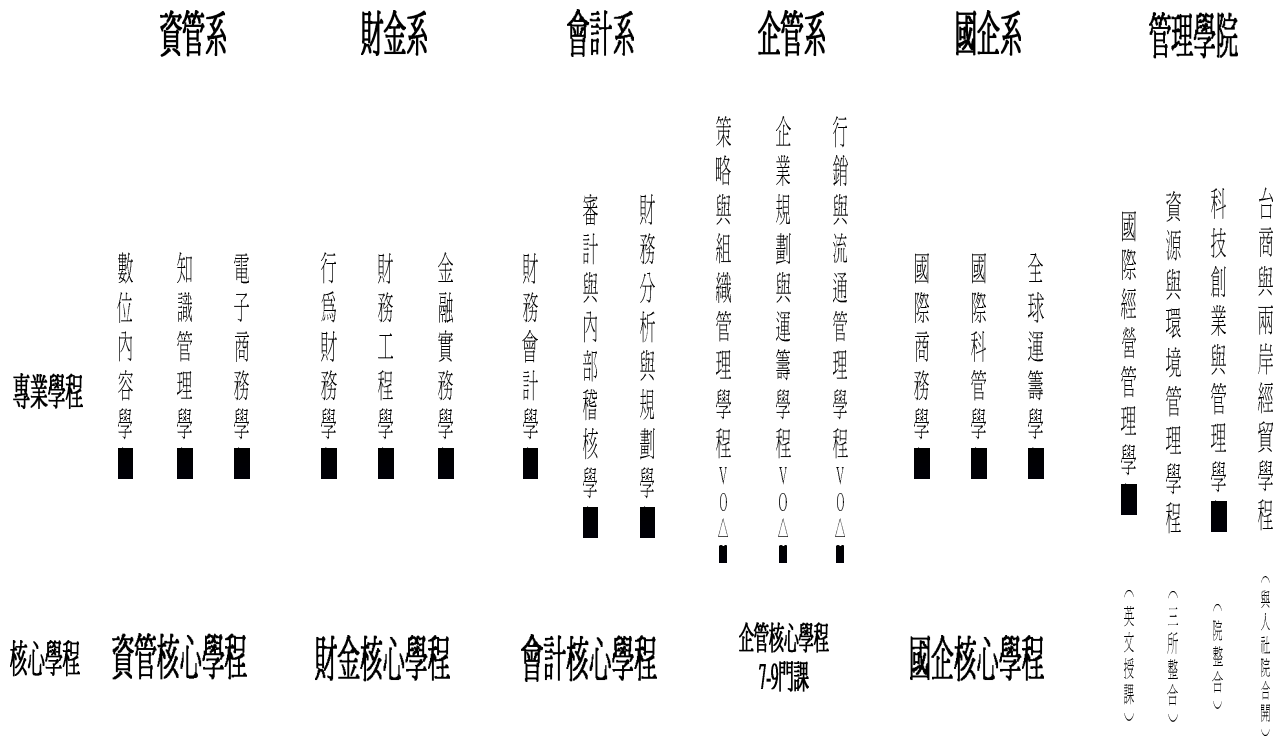 資管系
財金系
會計系
企管系
國企系
管理學院
專業學程
數位內容學
知識管理學
電子商務學
行為財務學
財務工程學
金融實務學
財務會計學
審計與內部稽核學
財務分析與規劃學
策略與組織管理學程VO△
企業規劃與運籌學程VO△
行銷與流通管理學程VO△
國際商務學
國際科管學
全球運籌學
國際經營管理學
(英文授課)
資源與環境管理學程
(三所整合)
科技創業與管理學
(院整合)
台商與兩岸經貿學程
(與人社院合開)
核心學程
資管核心學程
財金核心學程
會計核心學程
企管核心學程
7-9門課
國企核心學程